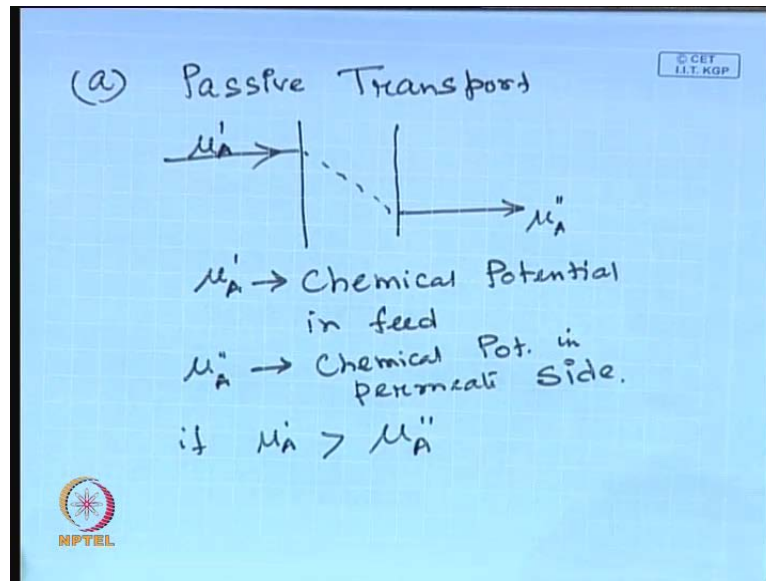 © CET
I.I.T. KGP
(a) Passive Transport
μ'A
μ''A
μ'A → Chemical Potential
in feed
μ''A → Chemical Pot. in
permeate side.
if μ'A > μ''A
NPTEL